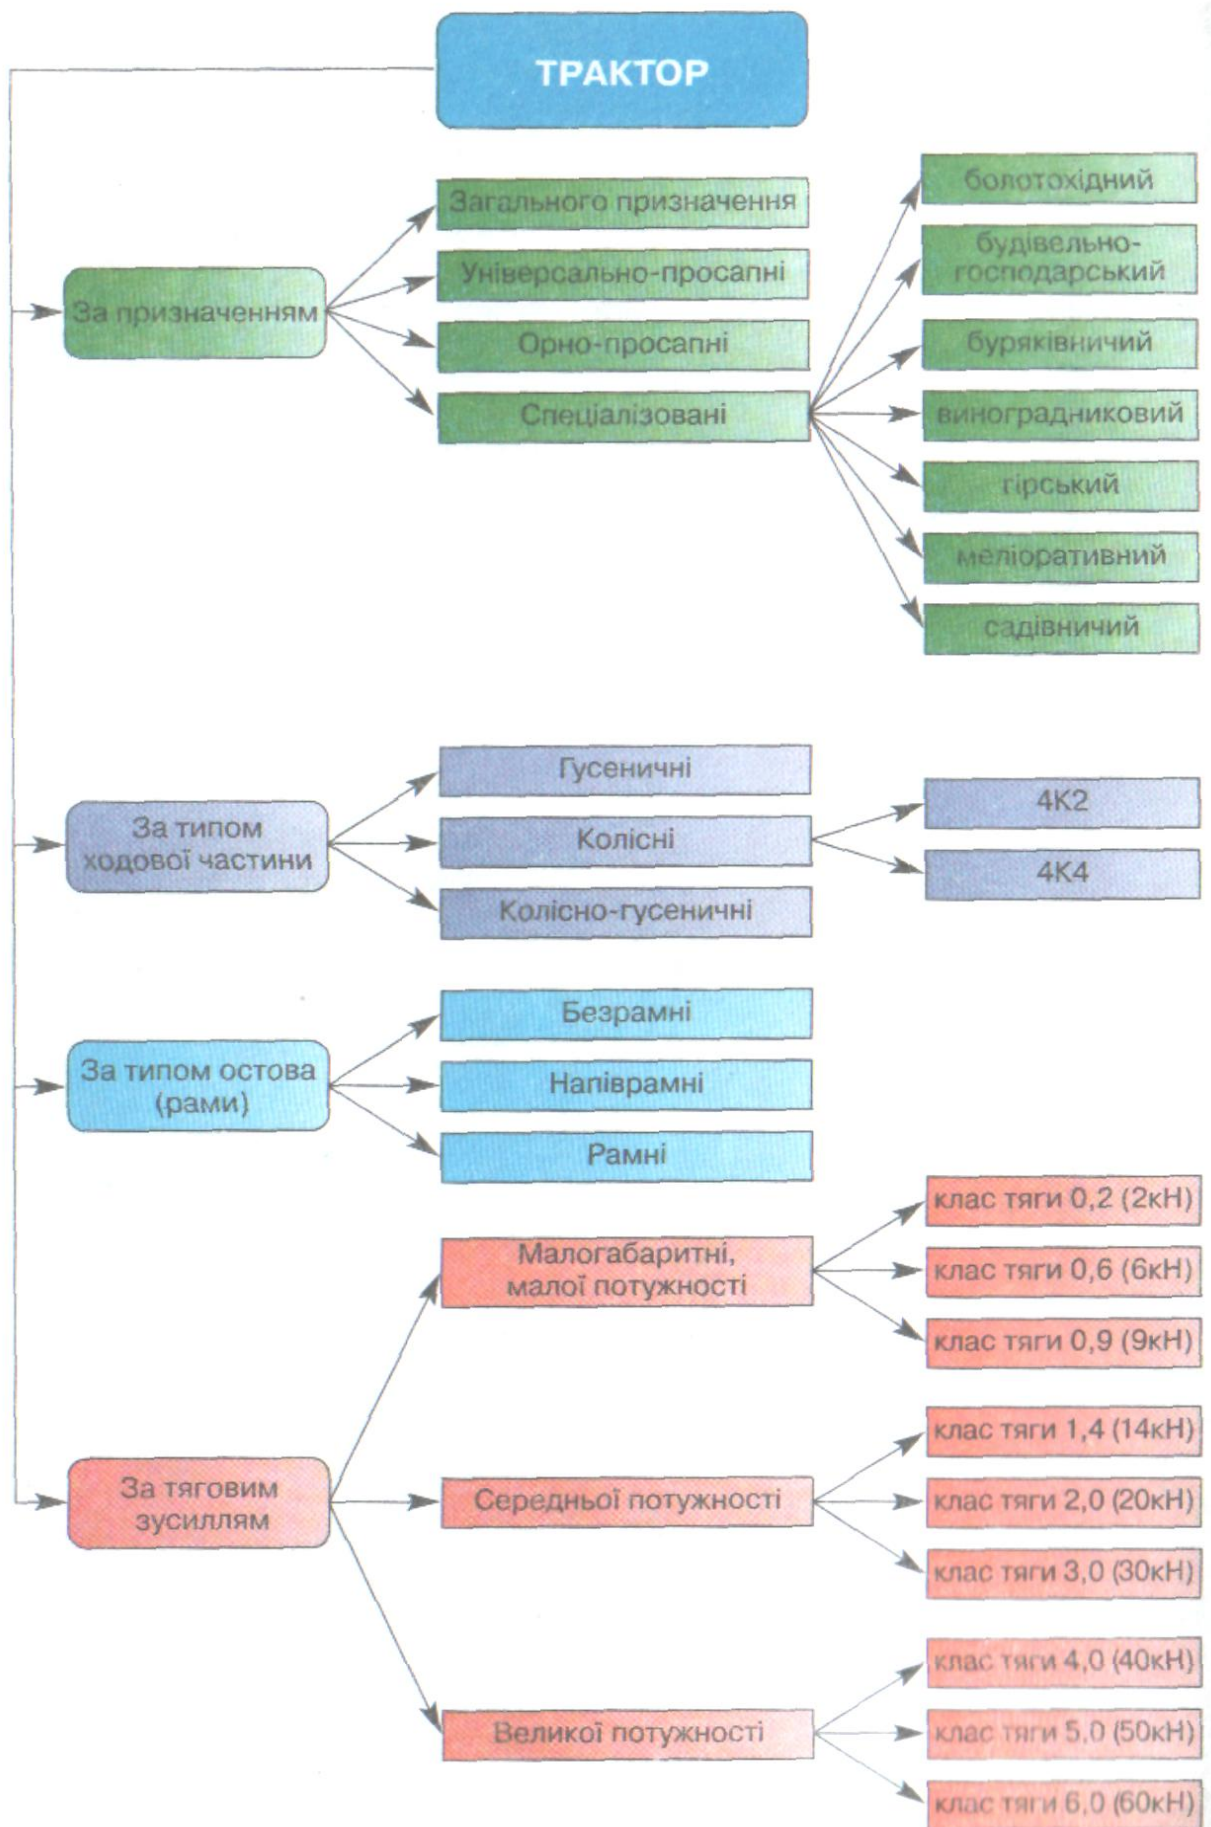 ТРАКТОР
За призначенням
Загального призначення
Універсально-просапні
Орно-просапні
Спеціалізовані
болотохідний
будівельно-
господарський
буряківничий
виноградниковий
гірський
меліоративний
садівничий
За типом
ходової частини
Гусеничні
Колісні
Колісно-гусеничні
4К2
4К4
За типом остова
(рами)
Безрамні
Напіврамні
Рамні
За тяговим
зусиллям
Малогабаритні,
малої потужності
клас тяги 0,2 (2кН)
клас тяги 0,6 (6кН)
клас тяги 0,9 (9кН)
Середньої потужності
клас тяги 1,4 (14кН)
клас тяги 2,0 (20кН)
клас тяги 3,0 (30кН)
Великої потужності
клас тяги 4,0 (40кН)
клас тяги 5,0 (50кН)
клас тяги 6,0 (60кН)